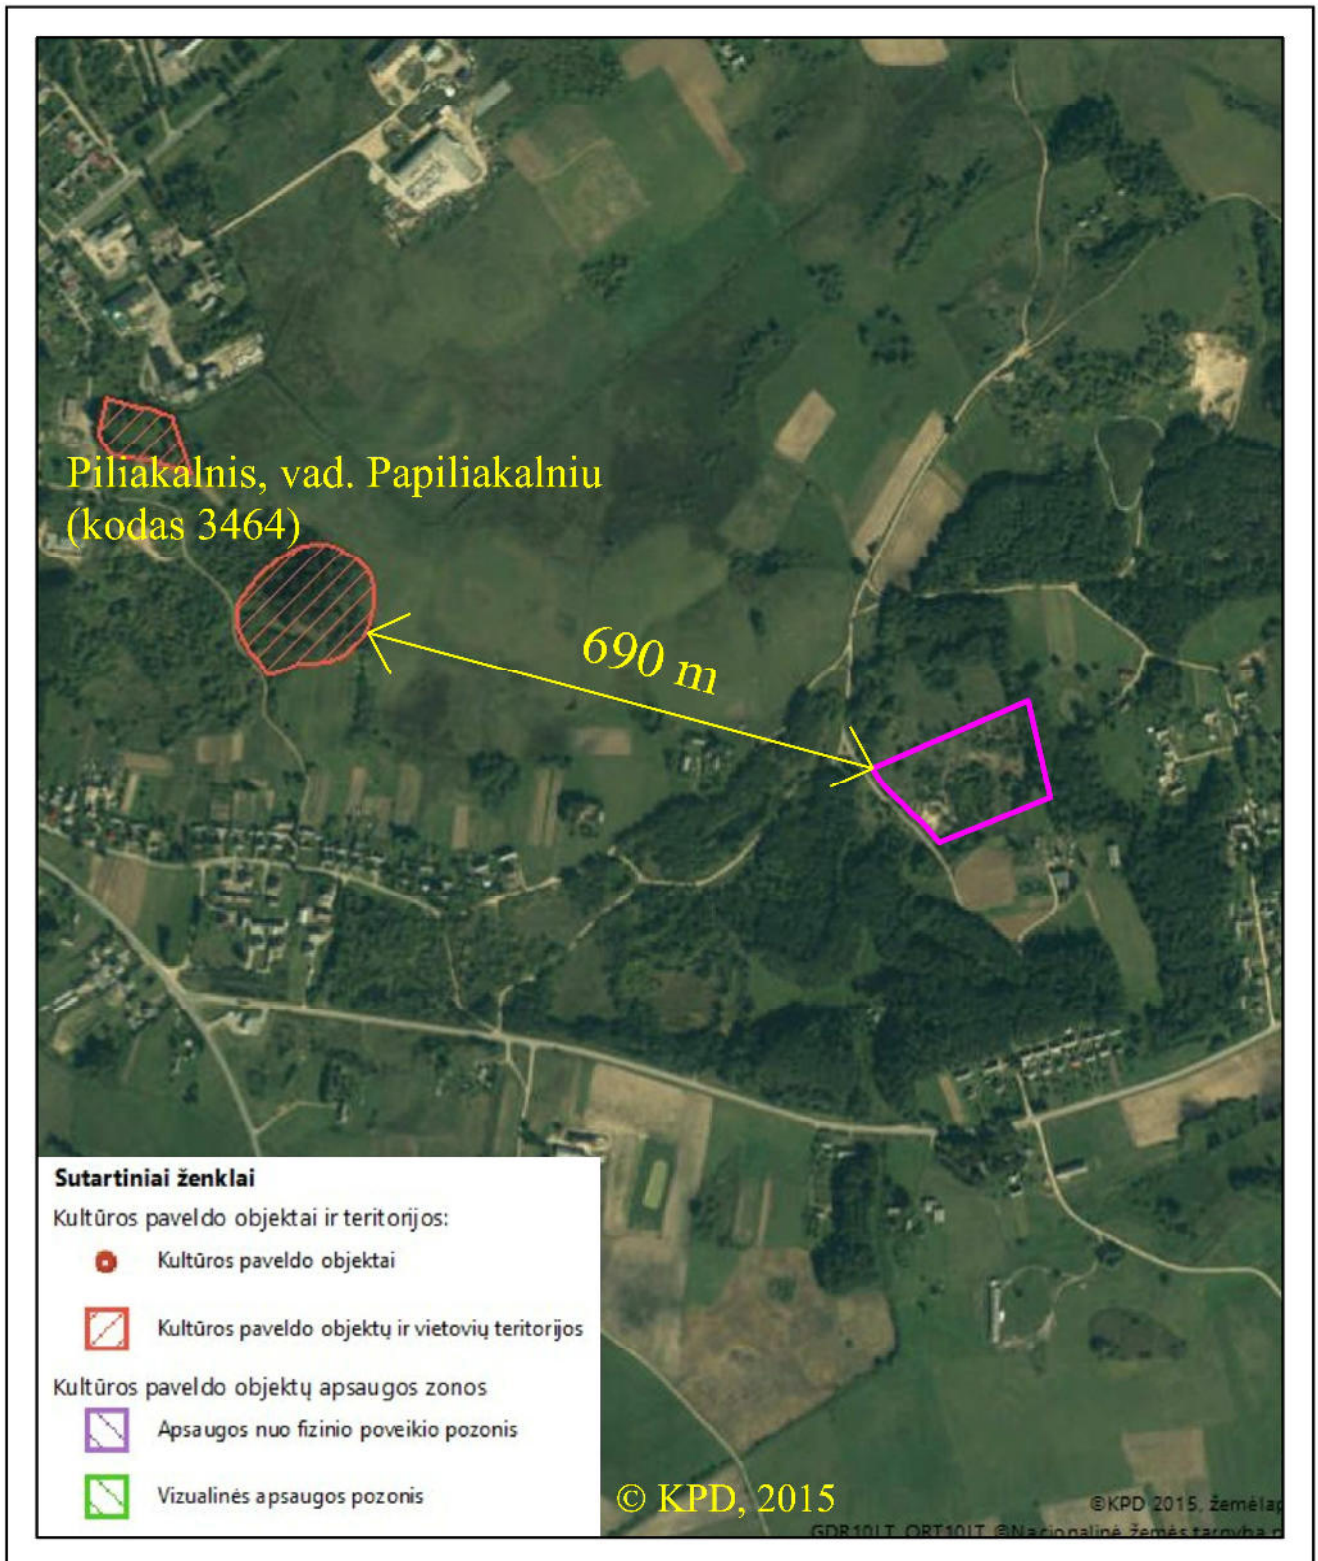 Piliakalnis, vad. Papiliakalniu
(kodas 3464)
690 m
Sutartiniai ženklai
Kultūros paveldo objektai ir teritorijos:
Kultūros paveldo objektai
Kultūros paveldo objektų ir vietovių teritorijos
Kultūros paveldo objektų apsaugos zonos
Apsaugos nuo fizinio poveikio pozonis
Vizualinės apsaugos pozonis
© KPD, 2015
©KPD 2015, žemėlap
GDR10LT, ORT10LT, ©Nacionalinė žemės tarnyba p